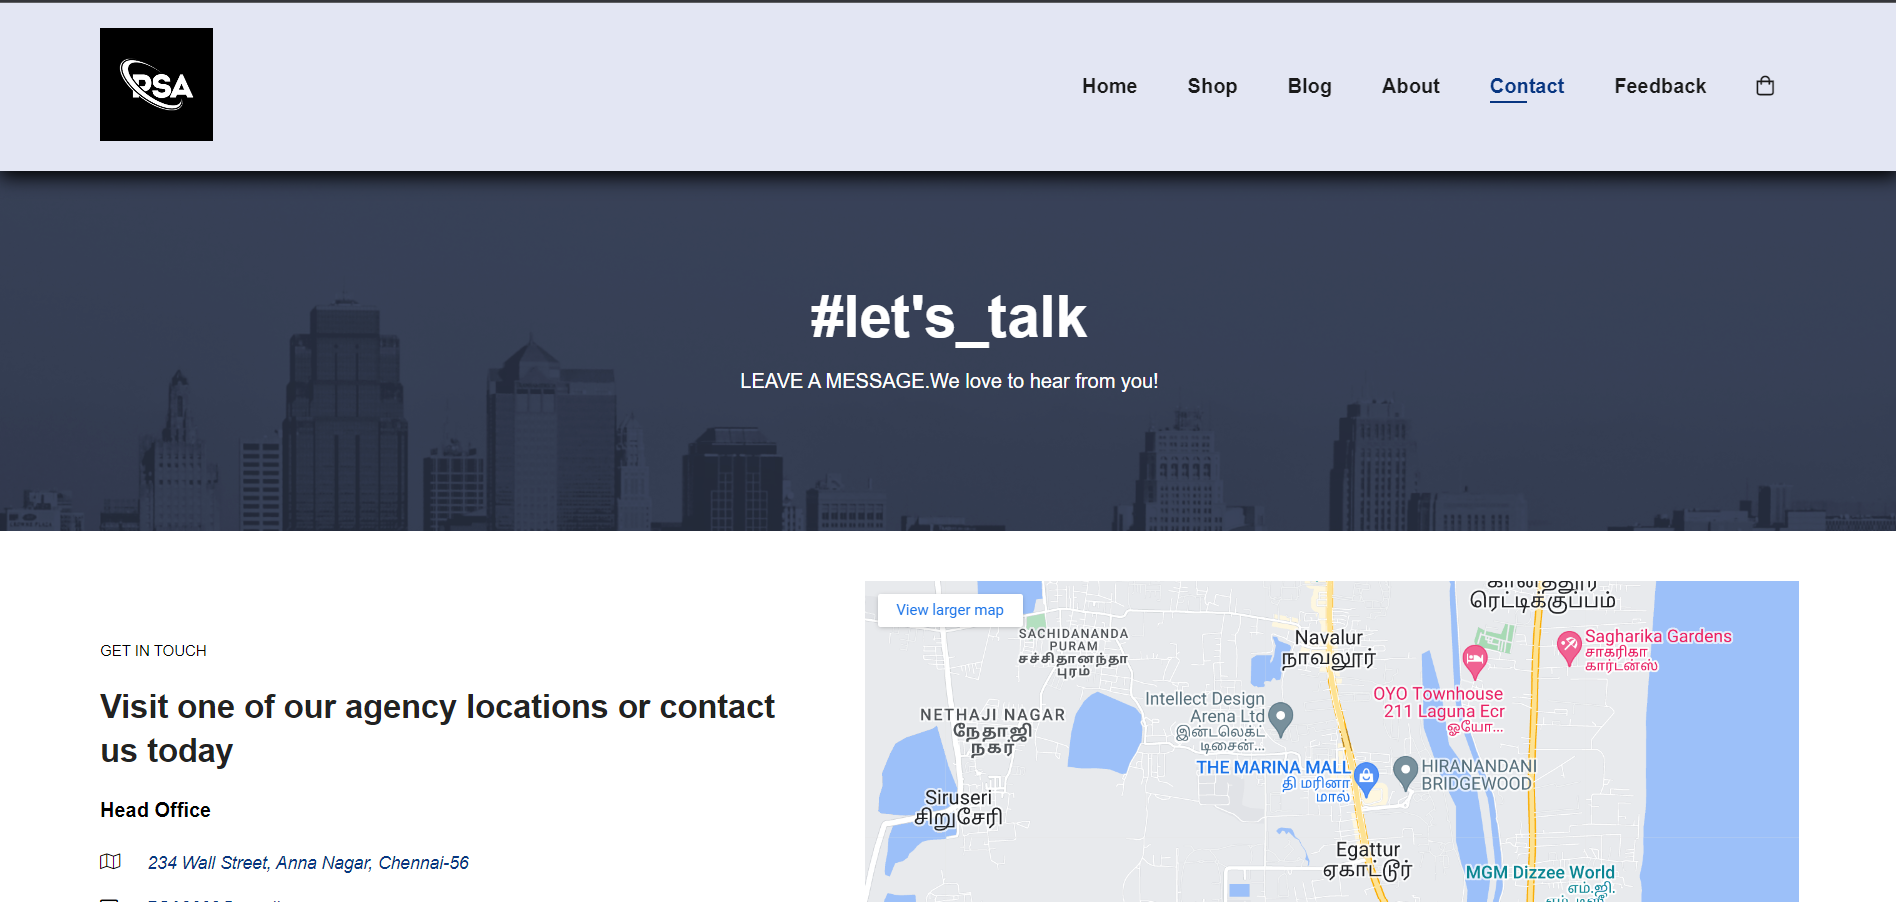 RSA
Home Shop Blog About Contact Feedback
#let's_talk
LEAVE A MESSAGE.We love to hear from you!
GET IN TOUCH
Visit one of our agency locations or contact
us today
Head Office
234 Wall Street, Anna Nagar, Chennai-56
View larger map
ரெட்டிக்குப்பம்
SACHIDANANDA
PURAM
சச்சிதானந்தா
புரம்
Navalur
நாவலூர்
Sagharika Gardens
சாகரிகா
கார்டன்ஸ்
OYO Townhouse
211 Laguna Ecr
ஓயோ...
Intellect Design
Arena Ltd
இன்டலெக்ட்
டிசைன்...
NETHAJI NAGAR
நேதாஜி
நகர்
THE MARINA MALL
தி மரினா
மால்
HIRANANDANI
BRIDGEWOOD
Siruseri
சிறுசேரி
Egattur
ஏகாட்டூர்
MGM Dizzee World
எம்.ஜி.